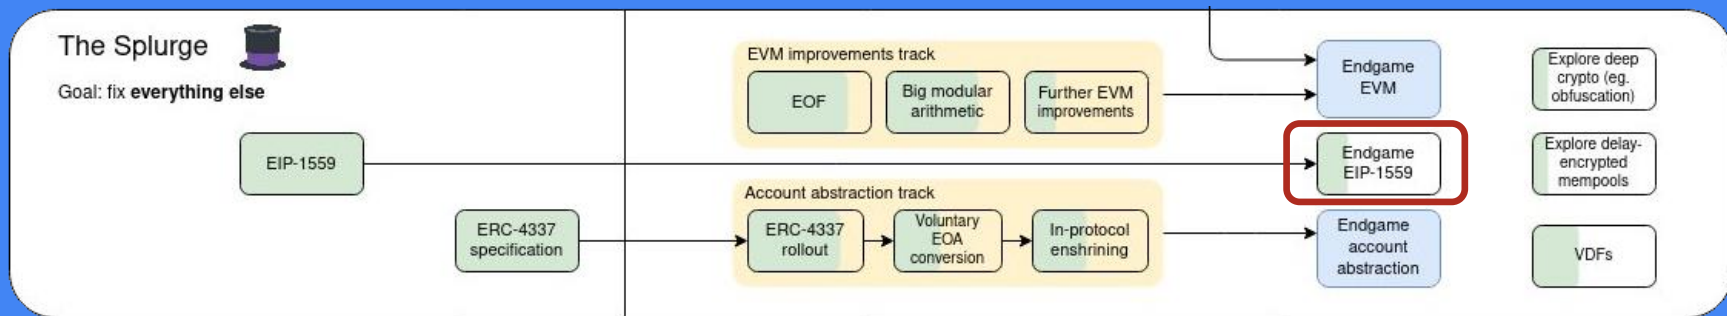 The Splurge
Goal: fix everything else
EIP-1559
ERC-4337
specification
EVM improvements track
EOF
Big modular
arithmetic
Further EVM
improvements
Account abstraction track
ERC-4337
rollout
Voluntary
EOA
conversion
In-protocol
enshrining
Endgame
EVM
Endgame
EIP-1559
Endgame
account
abstraction
Explore deep
crypto (eg.
obfuscation)
Explore delay-
encrypted
mempools
VDFs